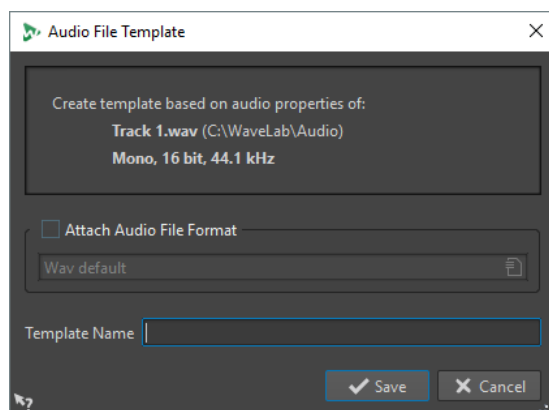 Audio File Template
Create template based on audio properties of:
Track 1.wav (C:\WaveLab\Audio)
Mono, 16 bit, 44.1 kHz
Attach Audio File Format
Wav default
Template Name
Save
Cancel